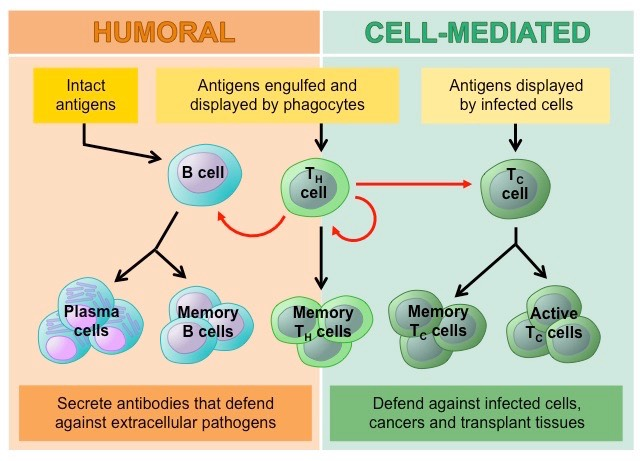 HUMORAL
CELL-MEDIATED
Intact
antigens
Antigens engulfed and
displayed by phagocytes
Antigens displayed
by infected cells
B cell
TH
cell
TC
cell
Plasma
cells
Memory
B cells
Memory
TH cells
Memory
TC cells
Active
TC cells
Secrete antibodies that defend
against extracellular pathogens
Defend against infected cells,
cancers and transplant tissues